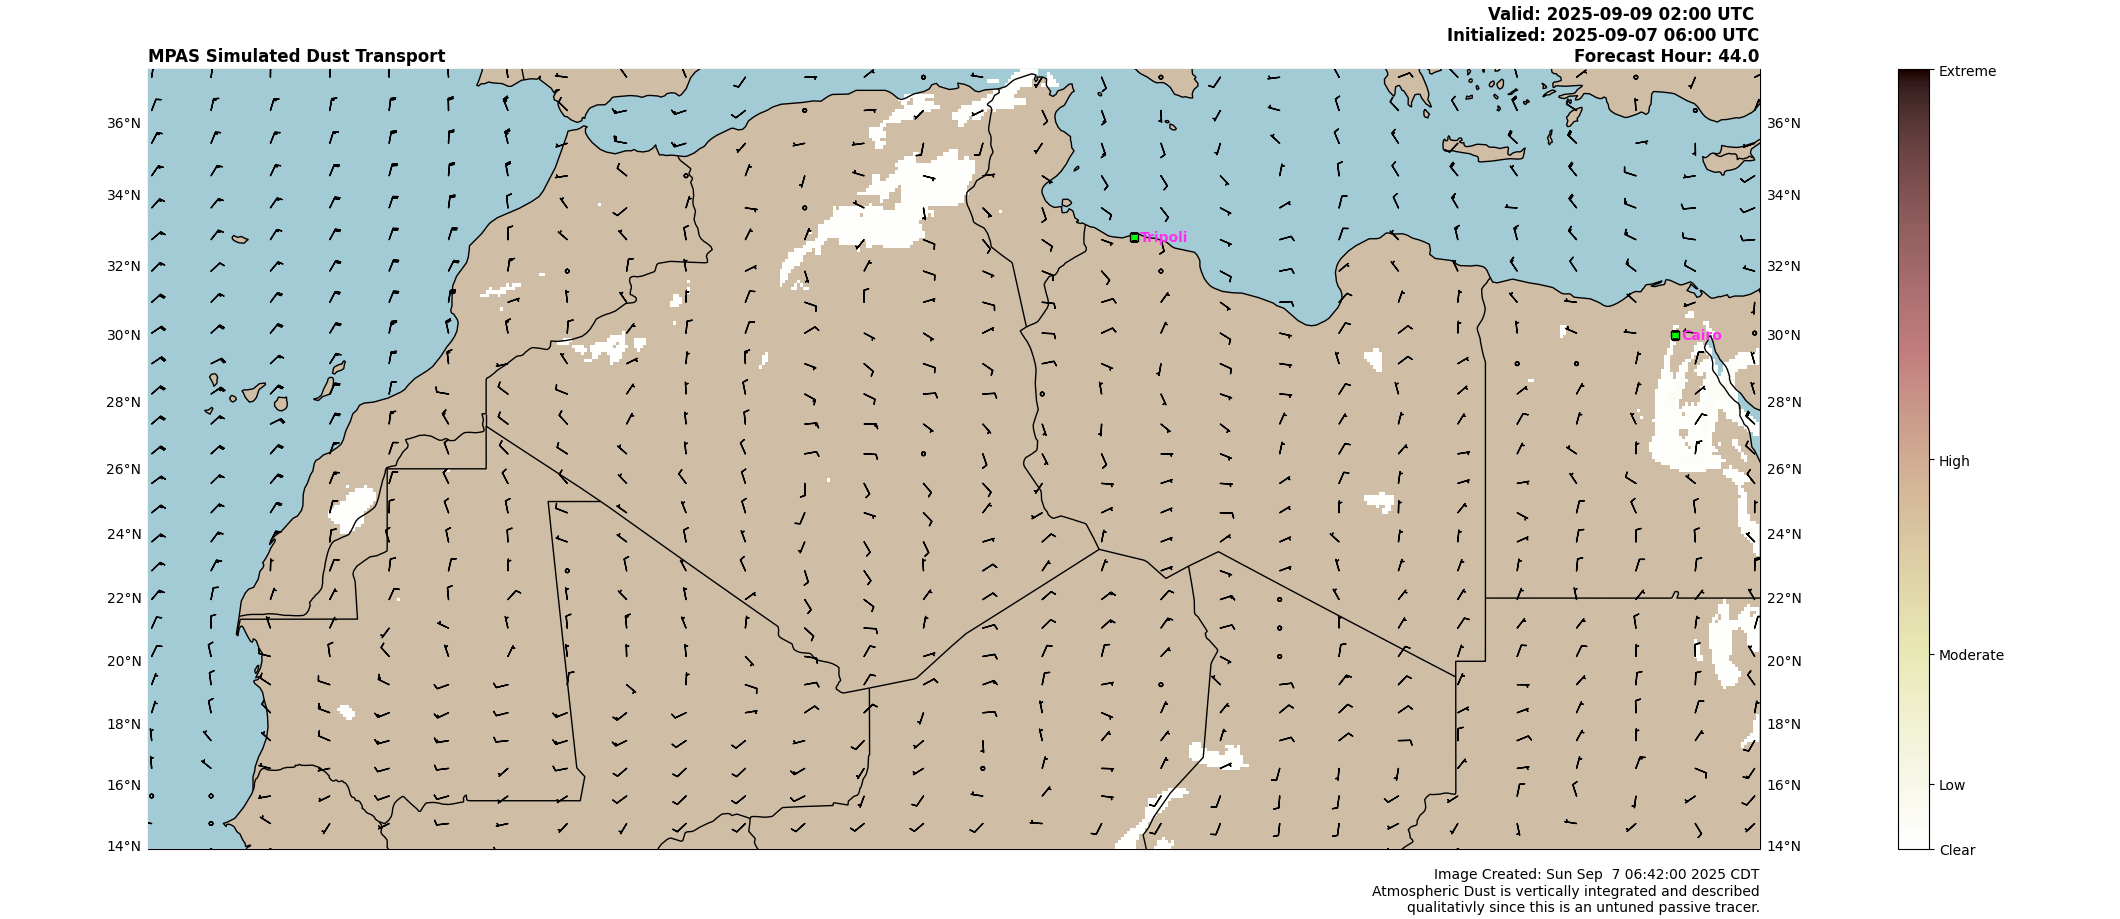 Valid: 2025-09-09 02:00 UTC
Initialized: 2025-09-07 06:00 UTC
MPAS Simulated Dust Transport
Forecast Hour: 44.0
36°N
34°N
32°N
30°N
28°N
26°N
24°N
22°N
20°N
18°N
16°N
14°N
Tripoli
Cairo
36°N
34°N
32°N
30°N
28°N
26°N
24°N
22°N
20°N
18°N
16°N
14°N
Extreme
High
Moderate
Low
Clear
Image Created: Sun Sep  7 06:42:00 2025 CDT
Atmospheric Dust is vertically integrated and described
qualitativly since this is an untuned passive tracer.